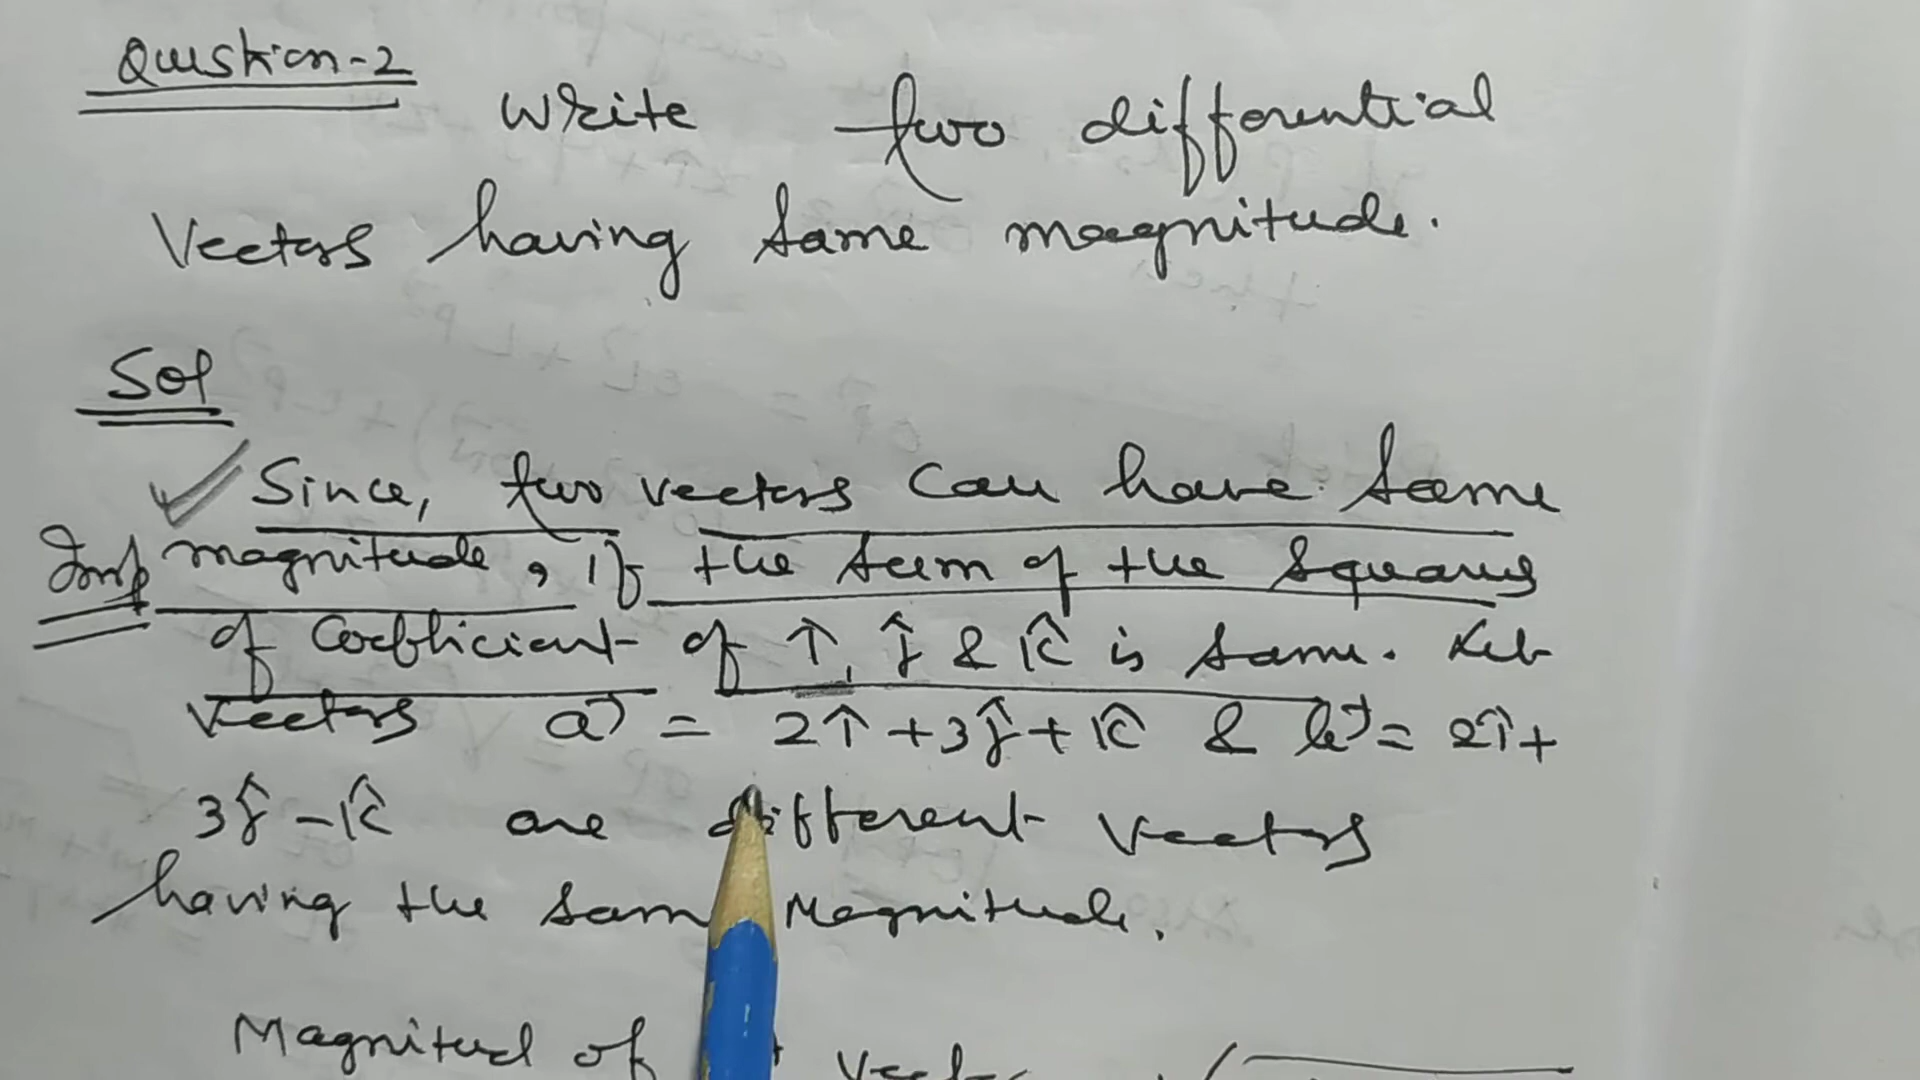 Question-2
Write two differential
Vectors having same magnitude.
Sol
Since, two vectors can have same
Imp magnitude, if the sum of the squares
of coefficient of î, ĵ & k̂ is same. Let
vectors a⃗ = 2î + 3ĵ + k̂ & b⃗ = 2î +
3ĵ - k̂ are different vectors
having the same Magnitude.
Magnitud of